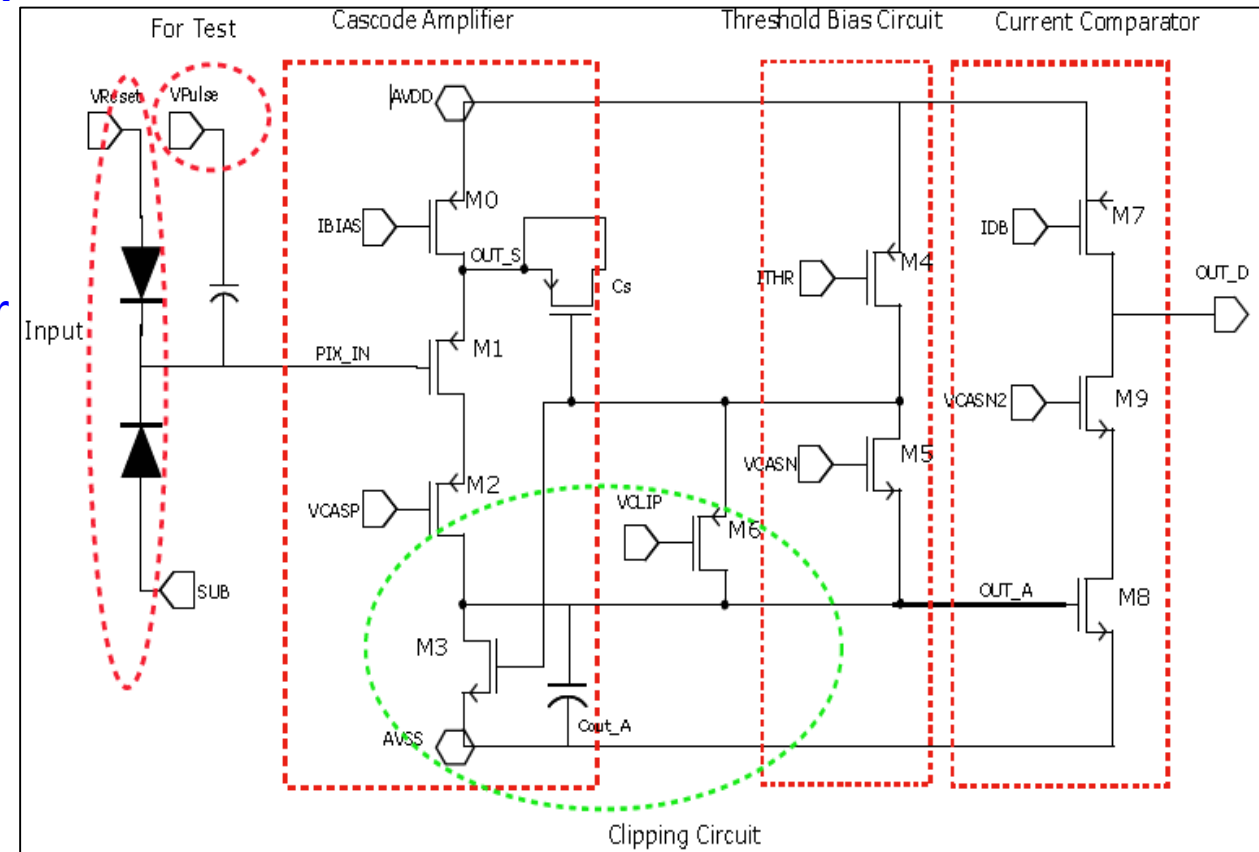 For Test
Cascode Amplifier
Threshold Bias Circuit
Current Comparator
VReset
VPulse
AVDD
M0
IBIAS
OUT_S
Cs
M7
IDB
M4
ITHR
OUT_D
Input
PIX_IN
M1
VCASN2
M9
M5
VCASN
M2
VCASP
VCLIP
M6
SUB
OUT_A
M8
M3
Cout_A
AVSS
Clipping Circuit